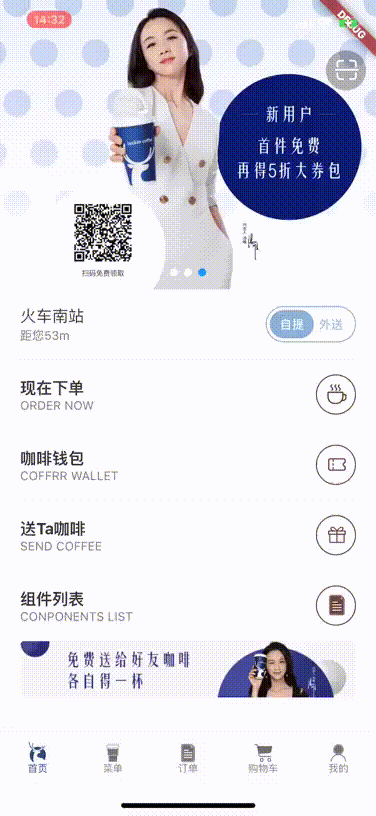 14:32
DEBUG
luckin coffee
新用户
首件免费
再得5折大券包
扫码免费领取
火车南站
距您53m
自提
外送
现在下单
ORDER NOW
咖啡钱包
COFFRR WALLET
送Ta咖啡
SEND COFFEE
组件列表
CONPONENTS LIST
免费送给好友咖啡
各自得一杯
首页
菜单
订单
购物车
我的